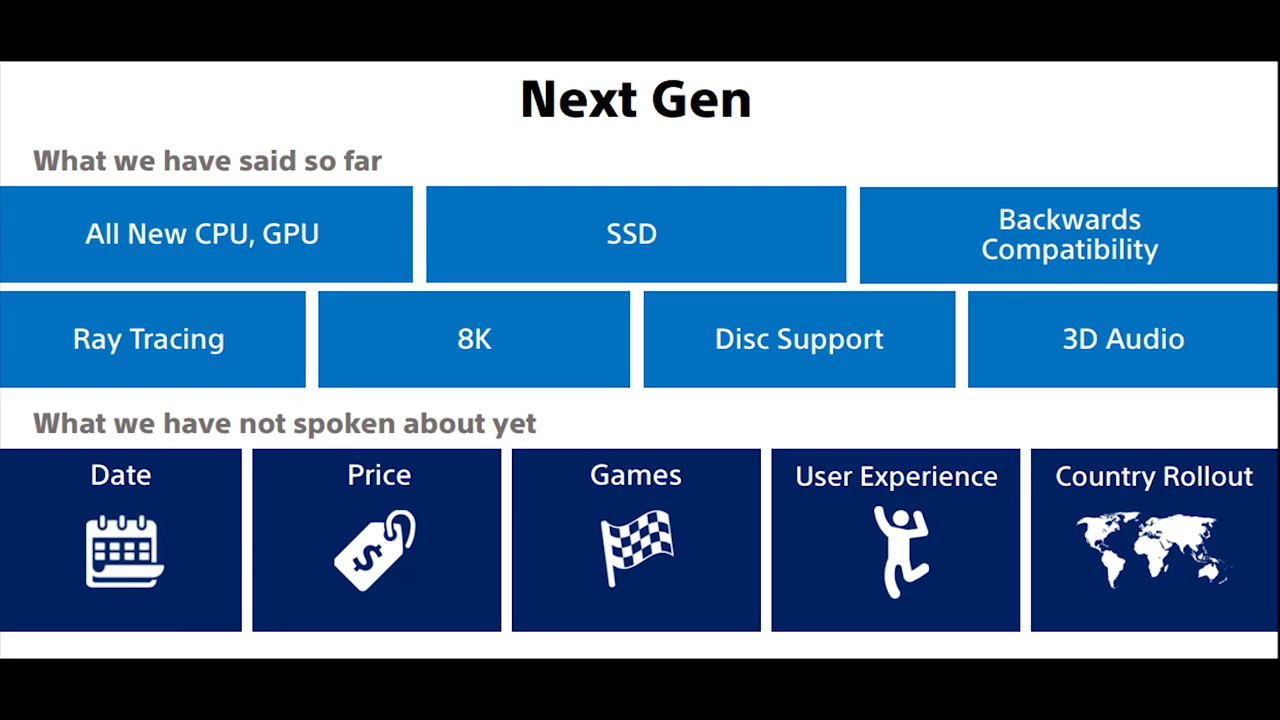 Next Gen
What we have said so far
All New CPU, GPU
SSD
Backwards
Compatibility
Ray Tracing
8K
Disc Support
3D Audio
What we have not spoken about yet
Date
Price
Games
User Experience
Country Rollout
$